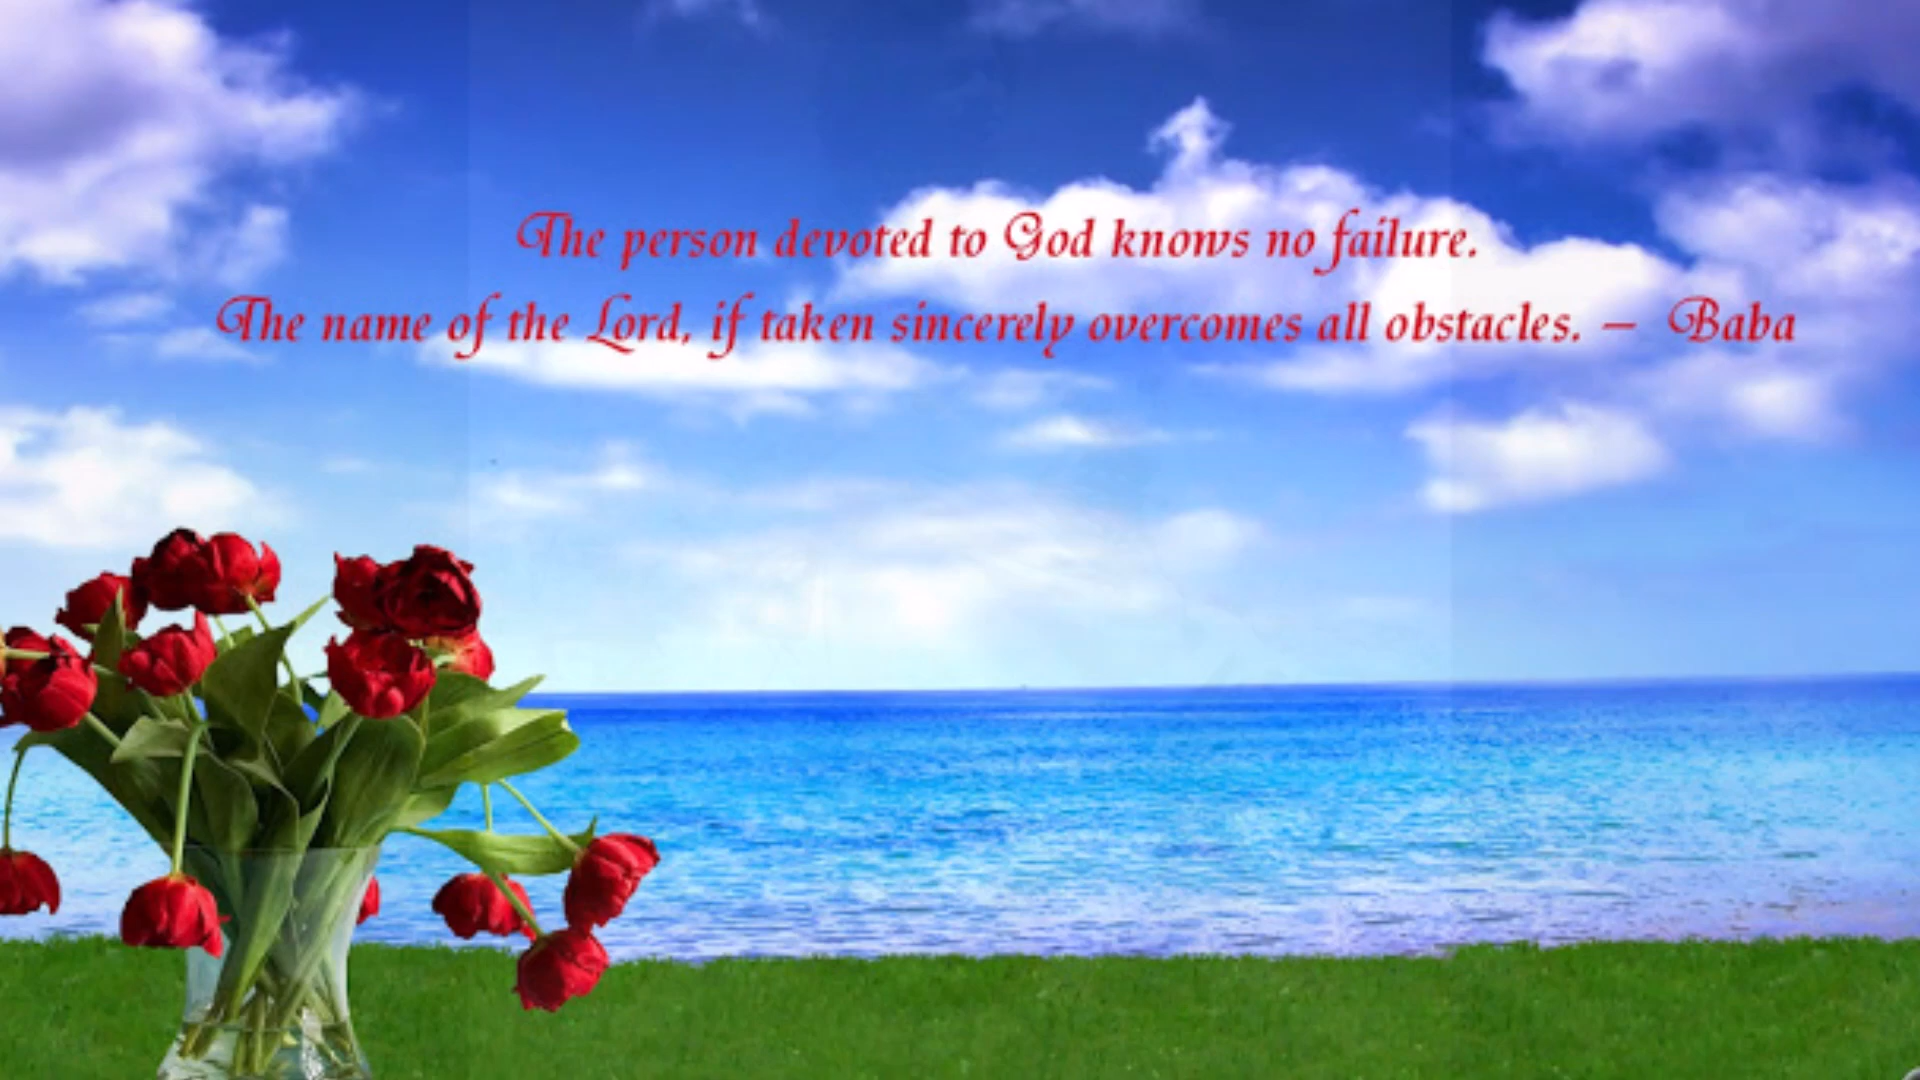 The person devoted to God knows no failure.
The name of the Lord, if taken sincerely overcomes all obstacles. – Baba